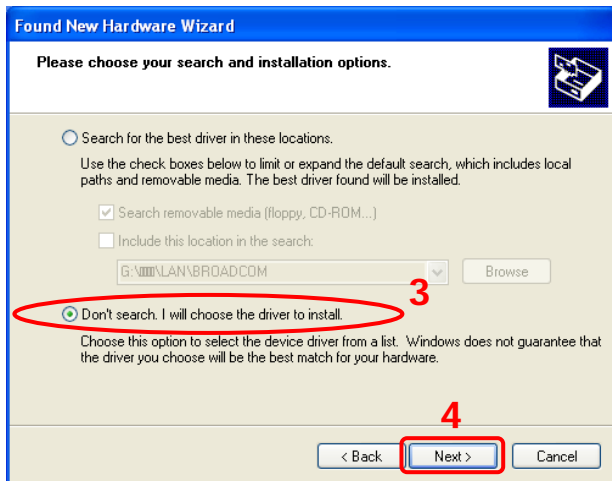 Found New Hardware Wizard
Please choose your search and installation options.
Search for the best driver in these locations.
Use the check boxes below to limit or expand the default search, which includes local
paths and removable media. The best driver found will be installed.
Search removable media (floppy, CD-ROM...)
Include this location in the search:
LAN\BROADCOM
Browse
3
Don't search. I will choose the driver to install.
Choose this option to select the device driver from a list. Windows does not guarantee that
the driver you choose will be the best match for your hardware.
4
< Back Next > Cancel